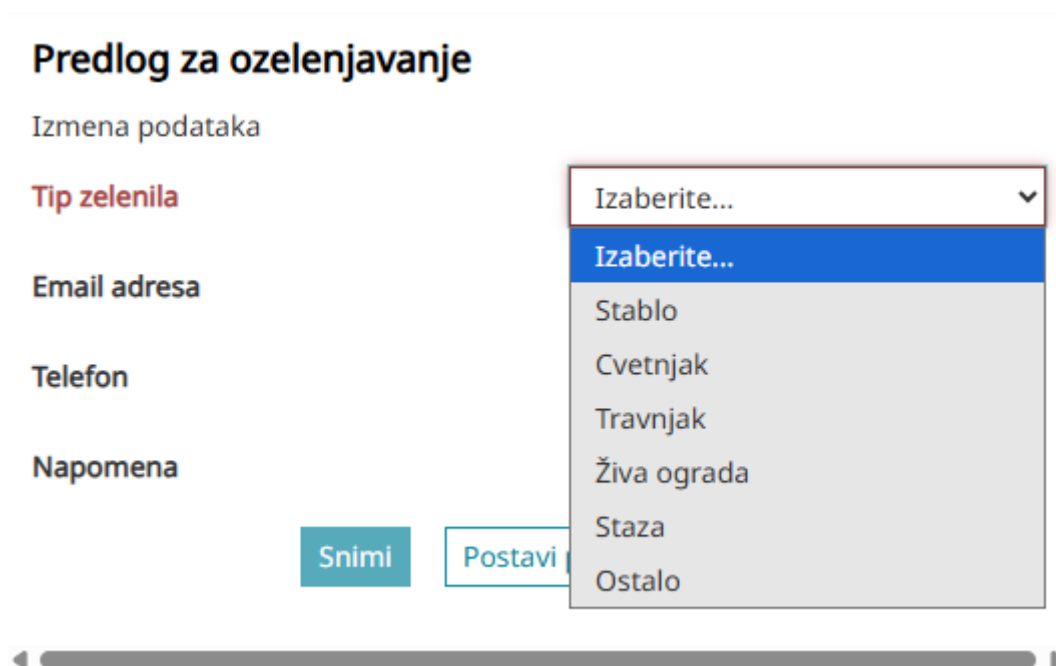 Predlog za ozelenjavanje
Izmena podataka
Tip zelenila
Izaberite...
Izaberite...
Email adresa
Stablo
Cvetnjak
Telefon
Travnjak
Napomena
Živa ograda
Staza
Snimi
Postavi
Ostalo